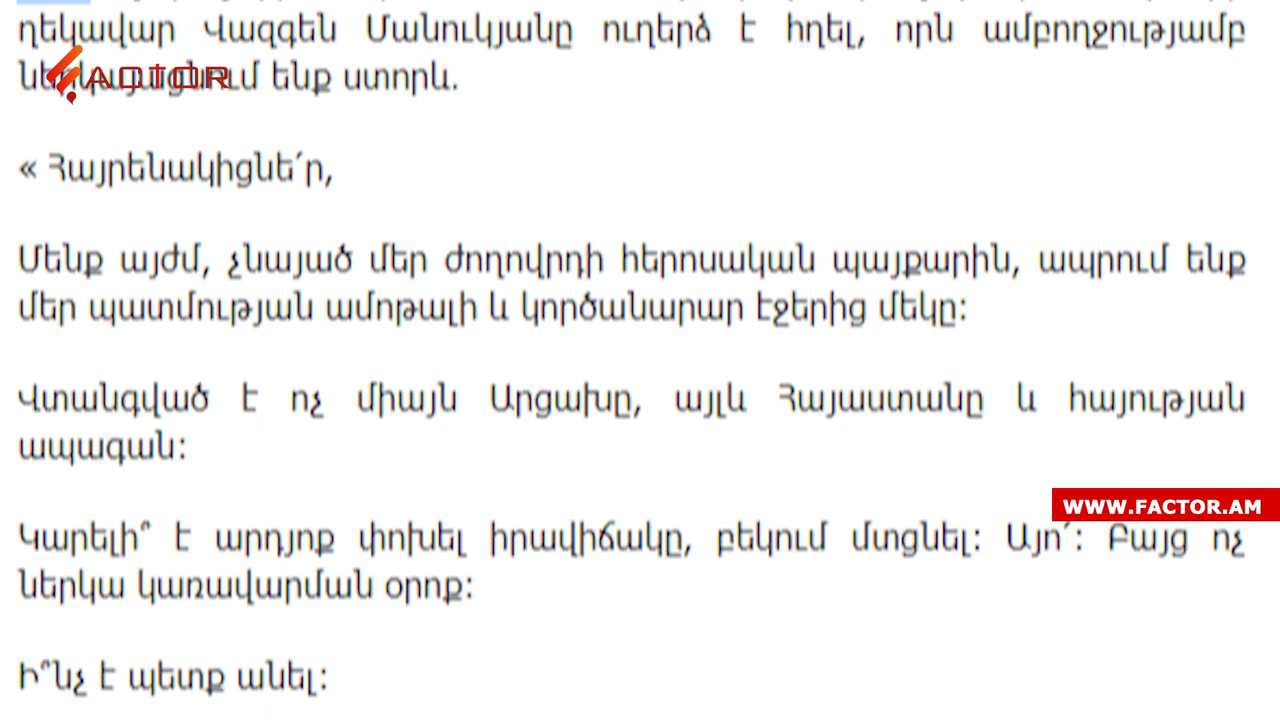 ղեկավար Վազգեն Մանուկյանը ուղերձ է հղել, որն ամբողջությամբ
ներկայացնում ենք ստորև.
FACTOR
« Հայրենակիցնե՛ր,
Մենք այժմ, չնայած մեր ժողովրդի հերոսական պայքարին, ապրում ենք
մեր պատմության ամոթալի և կործանարար էջերից մեկը:
Վտանգված է ոչ միայն Արցախը, այլև Հայաստանը և հայության
ապագան:
WWW.FACTOR.AM
Կարելի՞ է արդյոք փոխել իրավիճակը, բեկում մտցնել: Այո՛: Բայց ոչ
ներկա կառավարման օրոք:
Ի՞նչ է պետք անել: